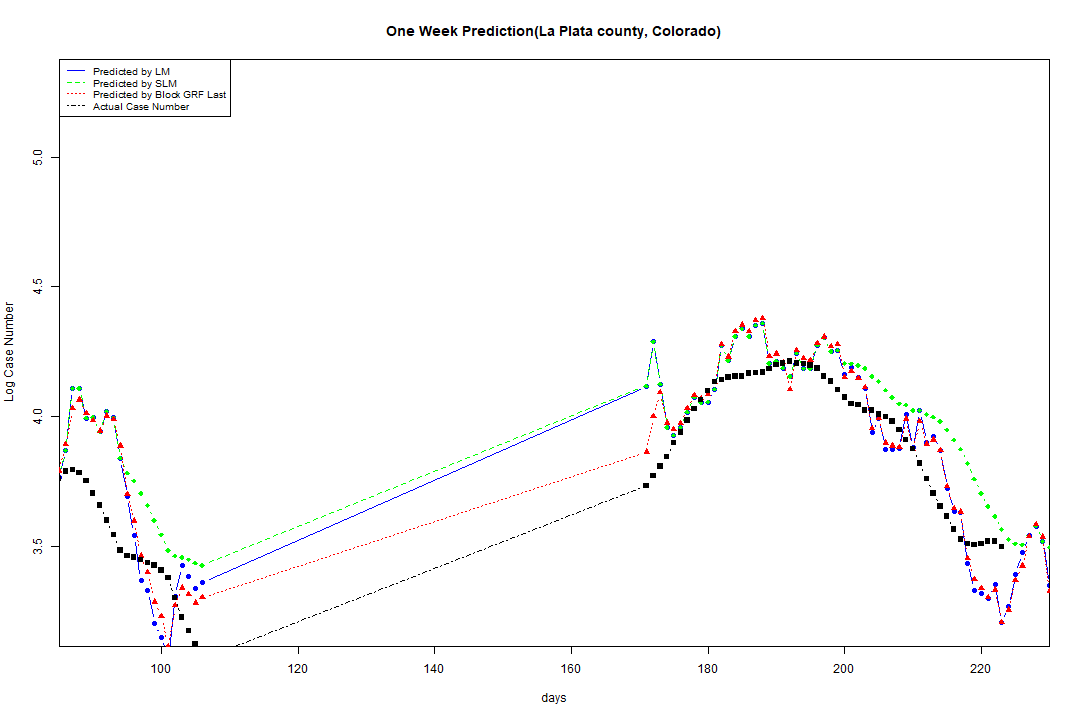 One Week Prediction(La Plata county, Colorado)
Predicted by LM
Predicted by SLM
Predicted by Block GRF Last
Actual Case Number
Log Case Number
5.0
4.5
4.0
3.5
100 120 140 160 180 200 220
days